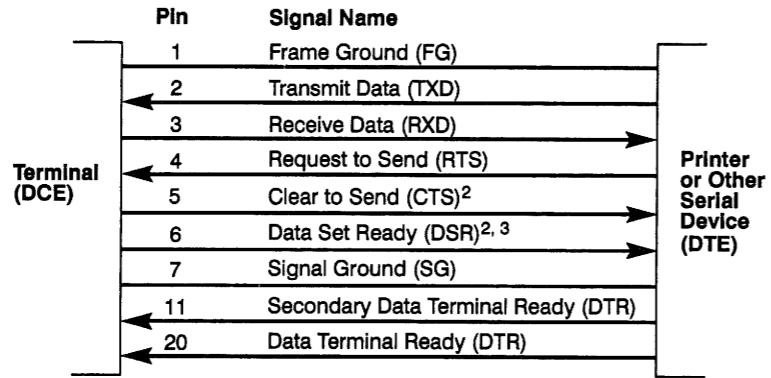 Pin Signal Name
1 Frame Ground (FG)
2 Transmit Data (TXD)
3 Receive Data (RXD)
4 Request to Send (RTS)
5 Clear to Send (CTS)2
6 Data Set Ready (DSR)2, 3
7 Signal Ground (SG)
11 Secondary Data Terminal Ready (DTR)
20 Data Terminal Ready (DTR)
Terminal
(DCE)
Printer
or Other
Serial
Device
(DTE)